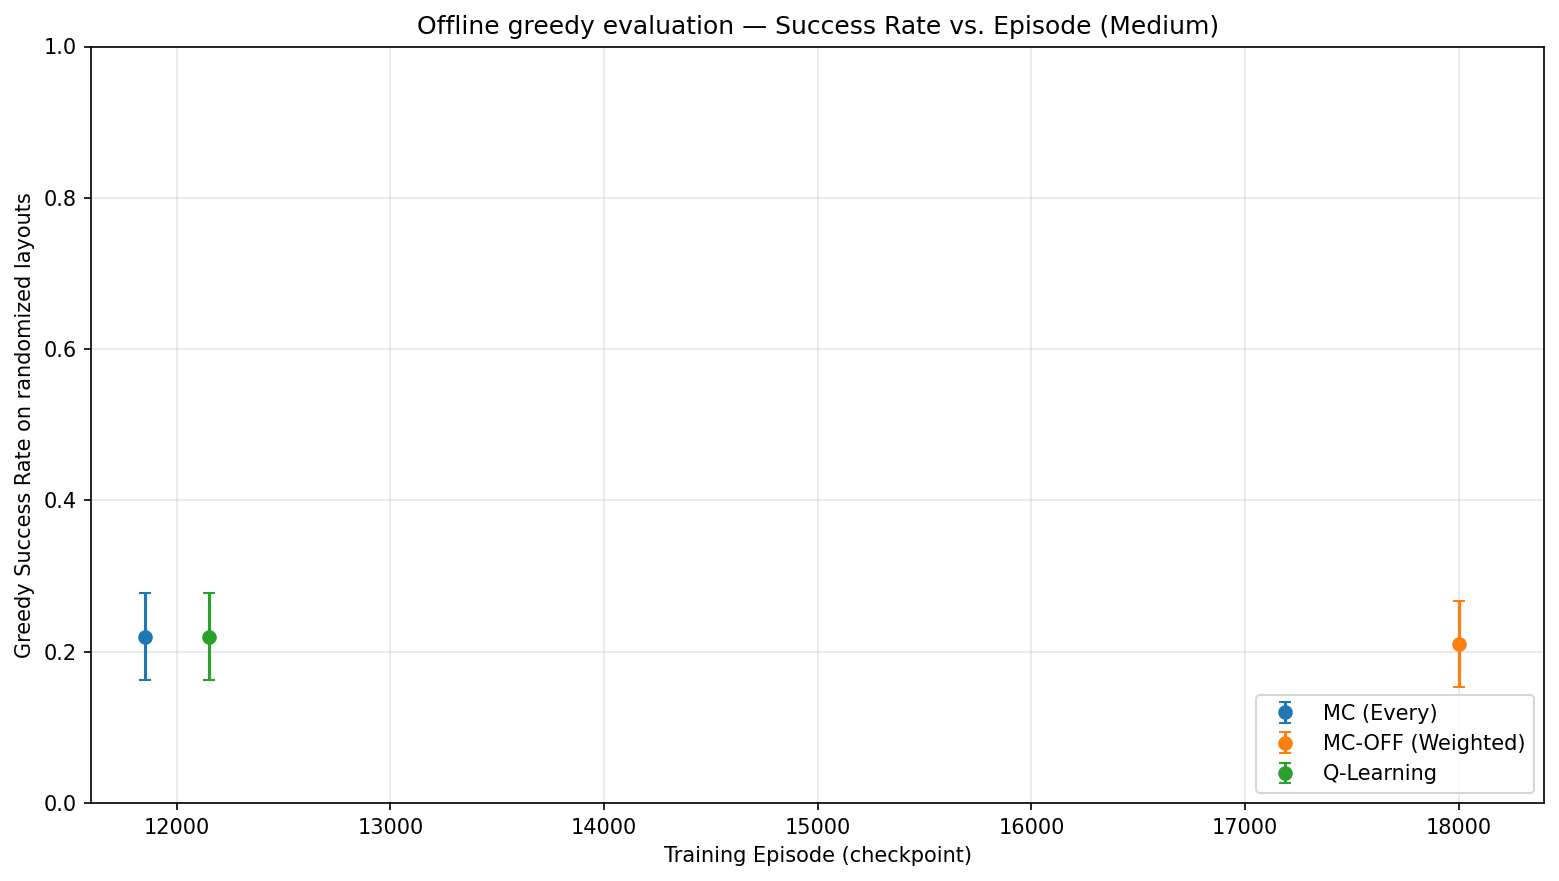 Offline greedy evaluation — Success Rate vs. Episode (Medium)
Greedy Success Rate on randomized layouts
1.0
0.8
0.6
0.4
0.2
0.0
12000 13000 14000 15000 16000 17000 18000
Training Episode (checkpoint)
MC (Every)
MC-OFF (Weighted)
Q-Learning